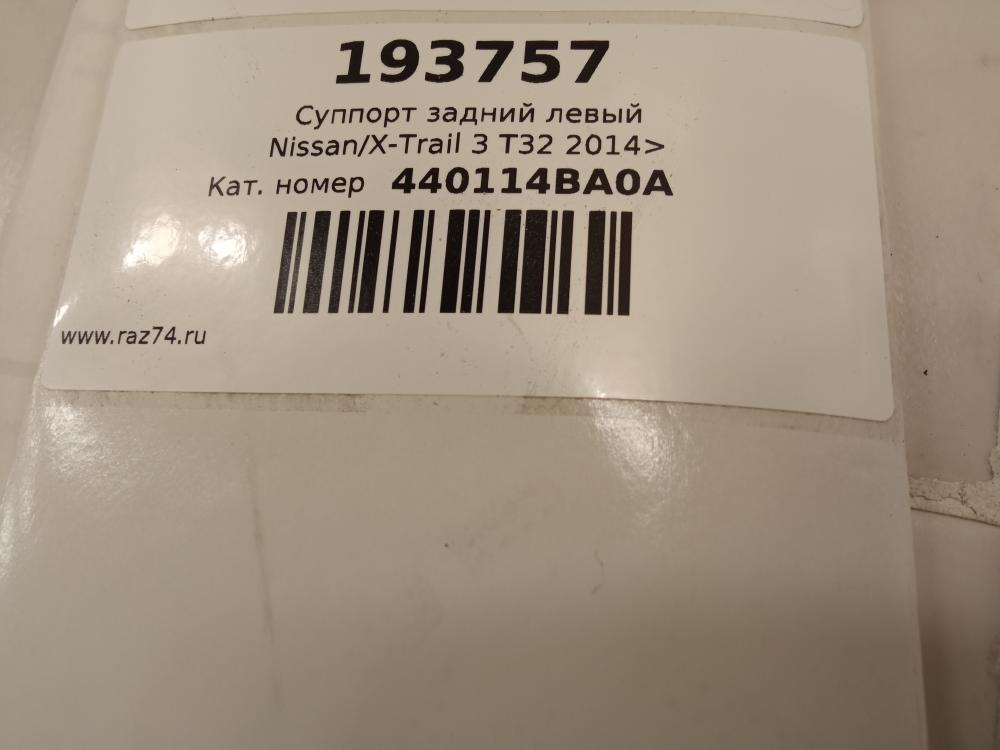 193757
Суппорт задний левый
Nissan/X-Trail 3 T32 2014>
Кат. номер 440114BA0A
www.raz74.ru